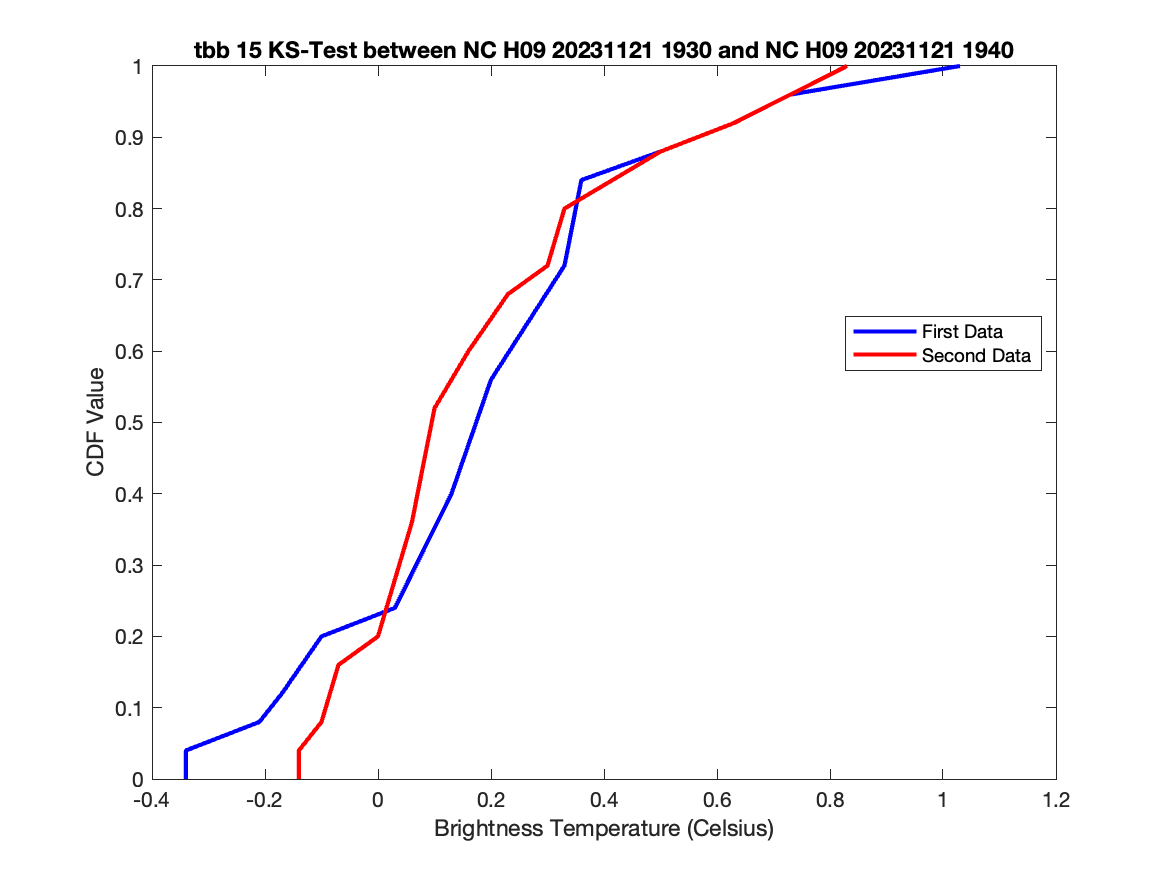 tbb 15 KS-Test between NC H09 20231121 1930 and NC H09 20231121 1940
1
0.9
0.8
0.7
0.6
0.5
0.4
0.3
0.2
0.1
0
CDF Value
First Data
Second Data
-0.4 -0.2 0 0.2 0.4 0.6 0.8 1 1.2
Brightness Temperature (Celsius)